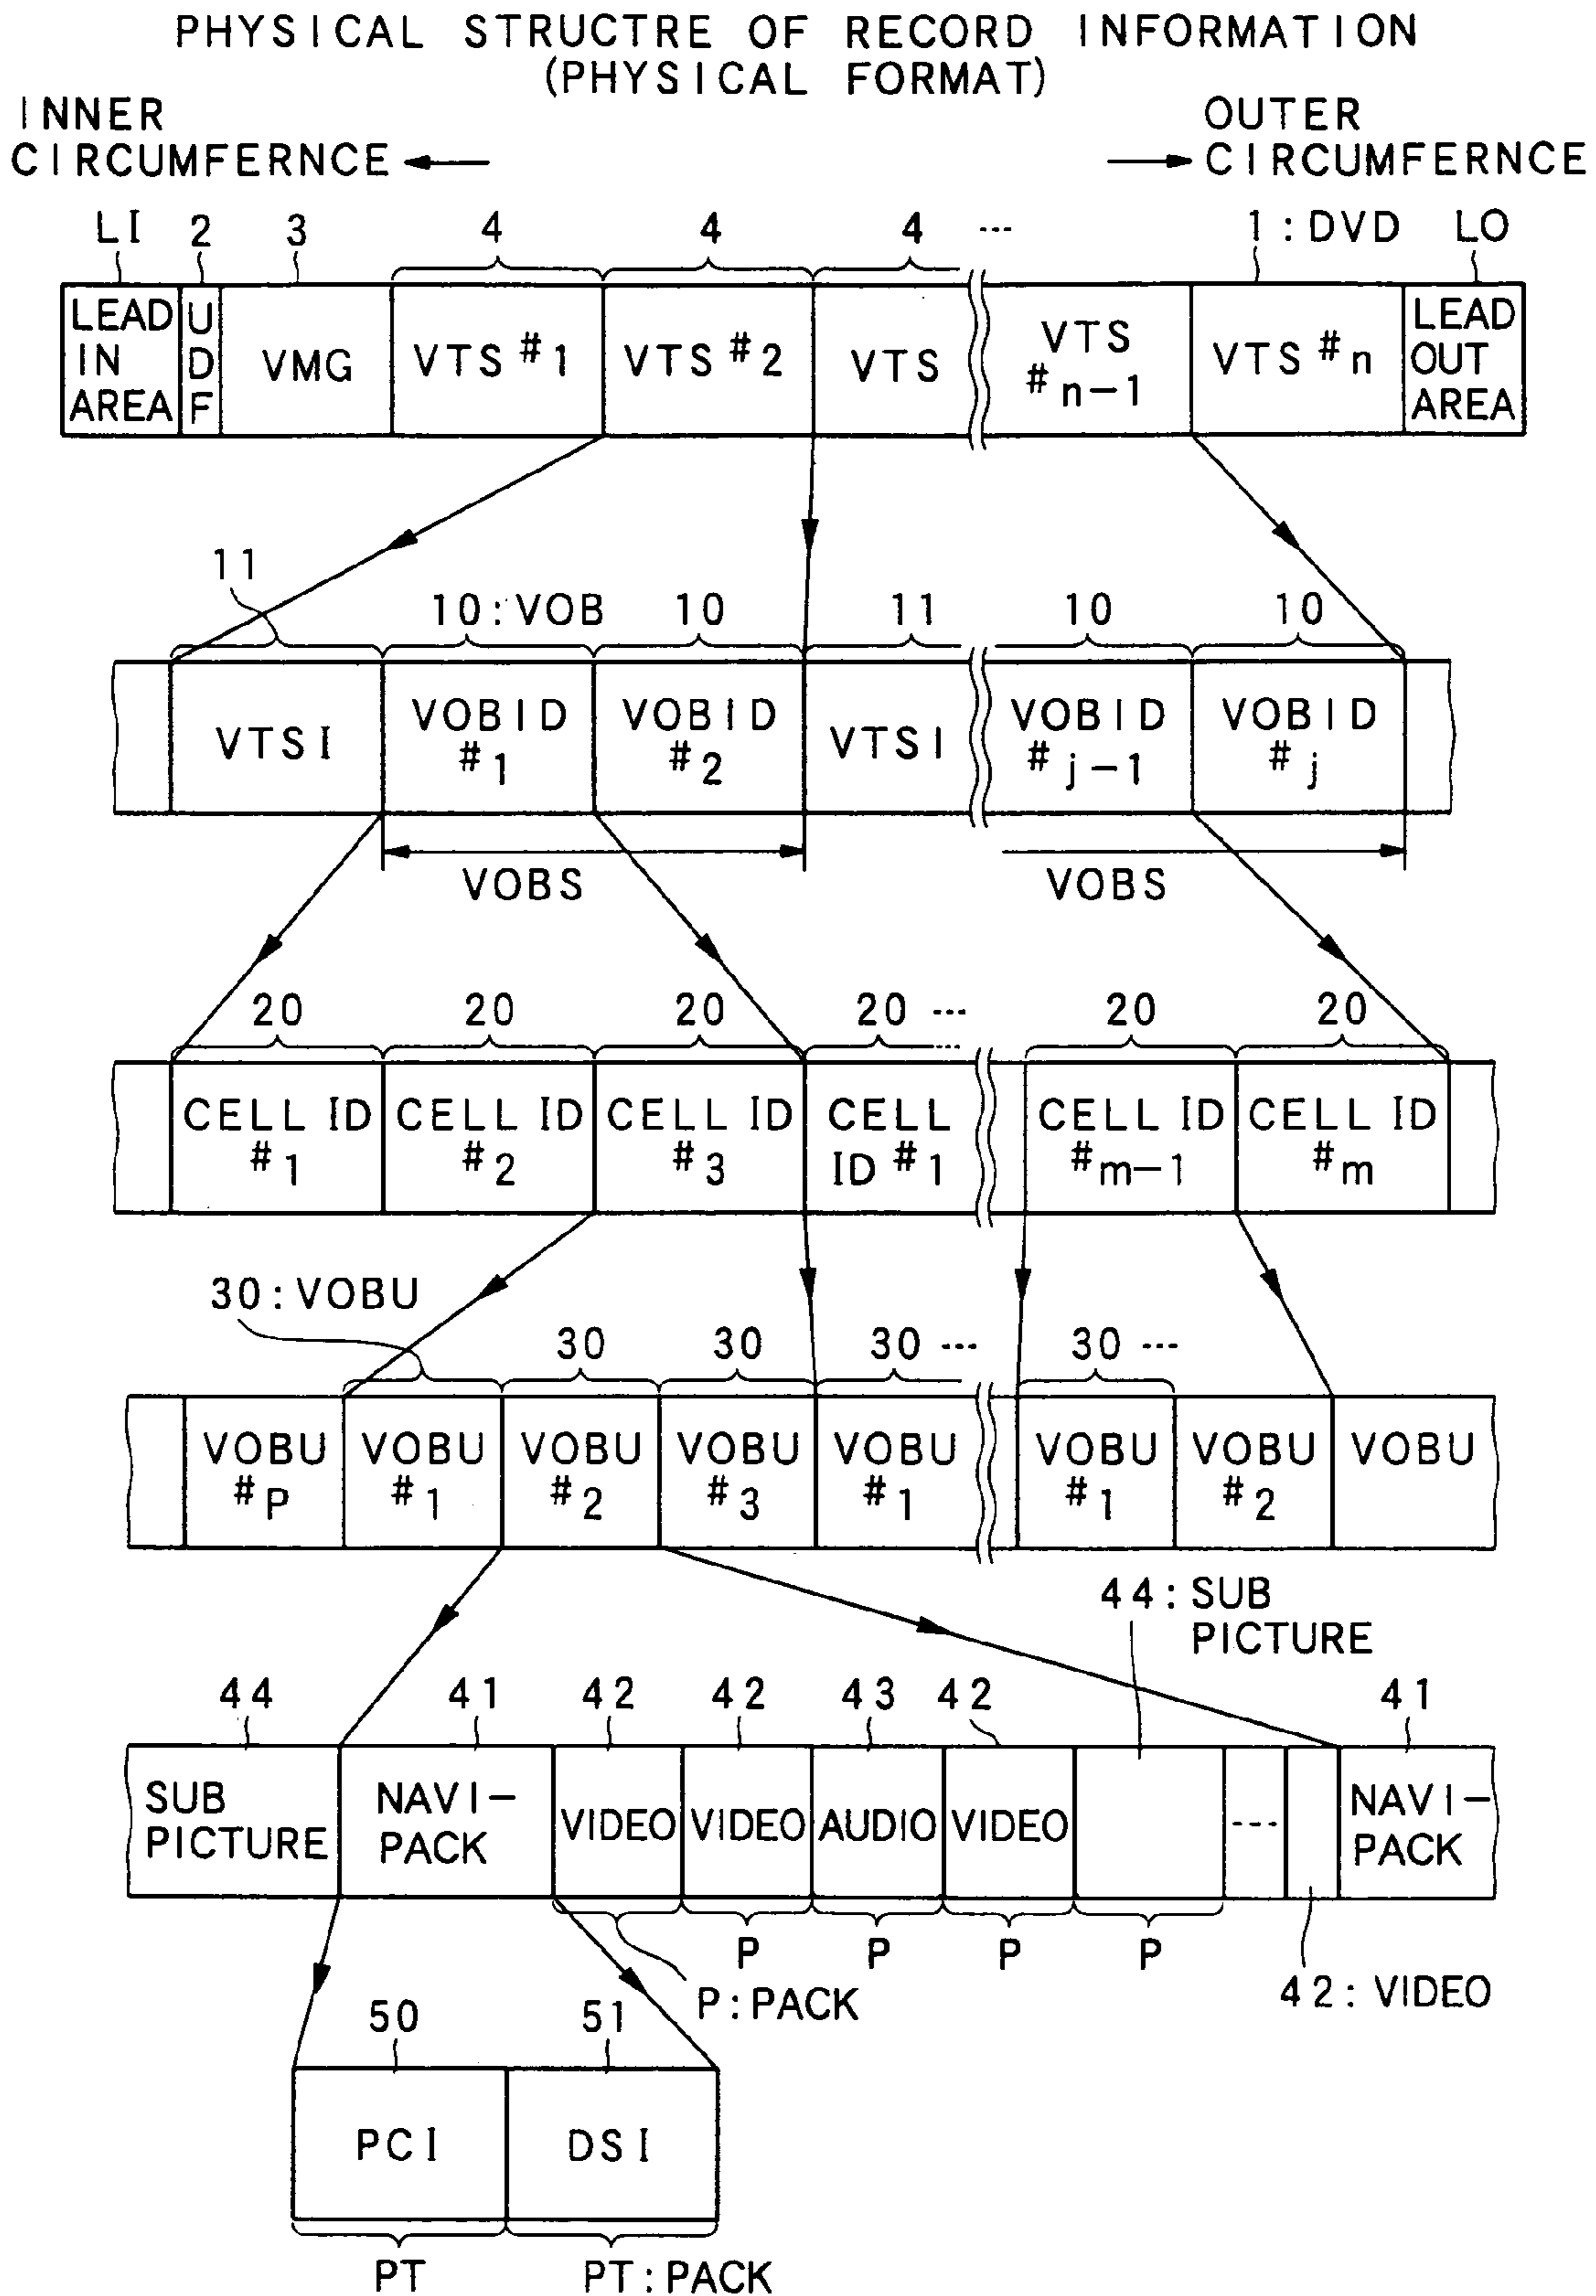 PHYSICAL STRUCTRE OF RECORD INFORMATION
(PHYSICAL FORMAT)
INNER
CIRCUMFERNCE
OUTER
CIRCUMFERNCE
LI 2 3 4 4 4 --- 1:DVD LO
LEAD IN AREA
UDF
VMG
VTS #1
VTS #2
VTS
VTS #n-1
VTS #n
LEAD OUT AREA
11 10:VOB 10 11 10 10
VTSI
VOBID #1
VOBID #2
VTSI
VOBID #j-1
VOBID #j
VOBS
VOBS
20 20 20 20 --- 20 20
CELL ID #1
CELL ID #2
CELL ID #3
CELL ID #1
CELL ID #m-1
CELL ID #m
30:VOBU
30 30 30 --- 30 ---
VOBU #P
VOBU #1
VOBU #2
VOBU #3
VOBU #1
VOBU #1
VOBU #2
VOBU
44:SUB PICTURE
44 41 42 42 43 42 41
SUB PICTURE
NAVI-PACK
VIDEO
VIDEO
AUDIO
VIDEO
---
NAVI-PACK
P P P P
P:PACK
42:VIDEO
50 51
PCI
DSI
PT
PT:PACK